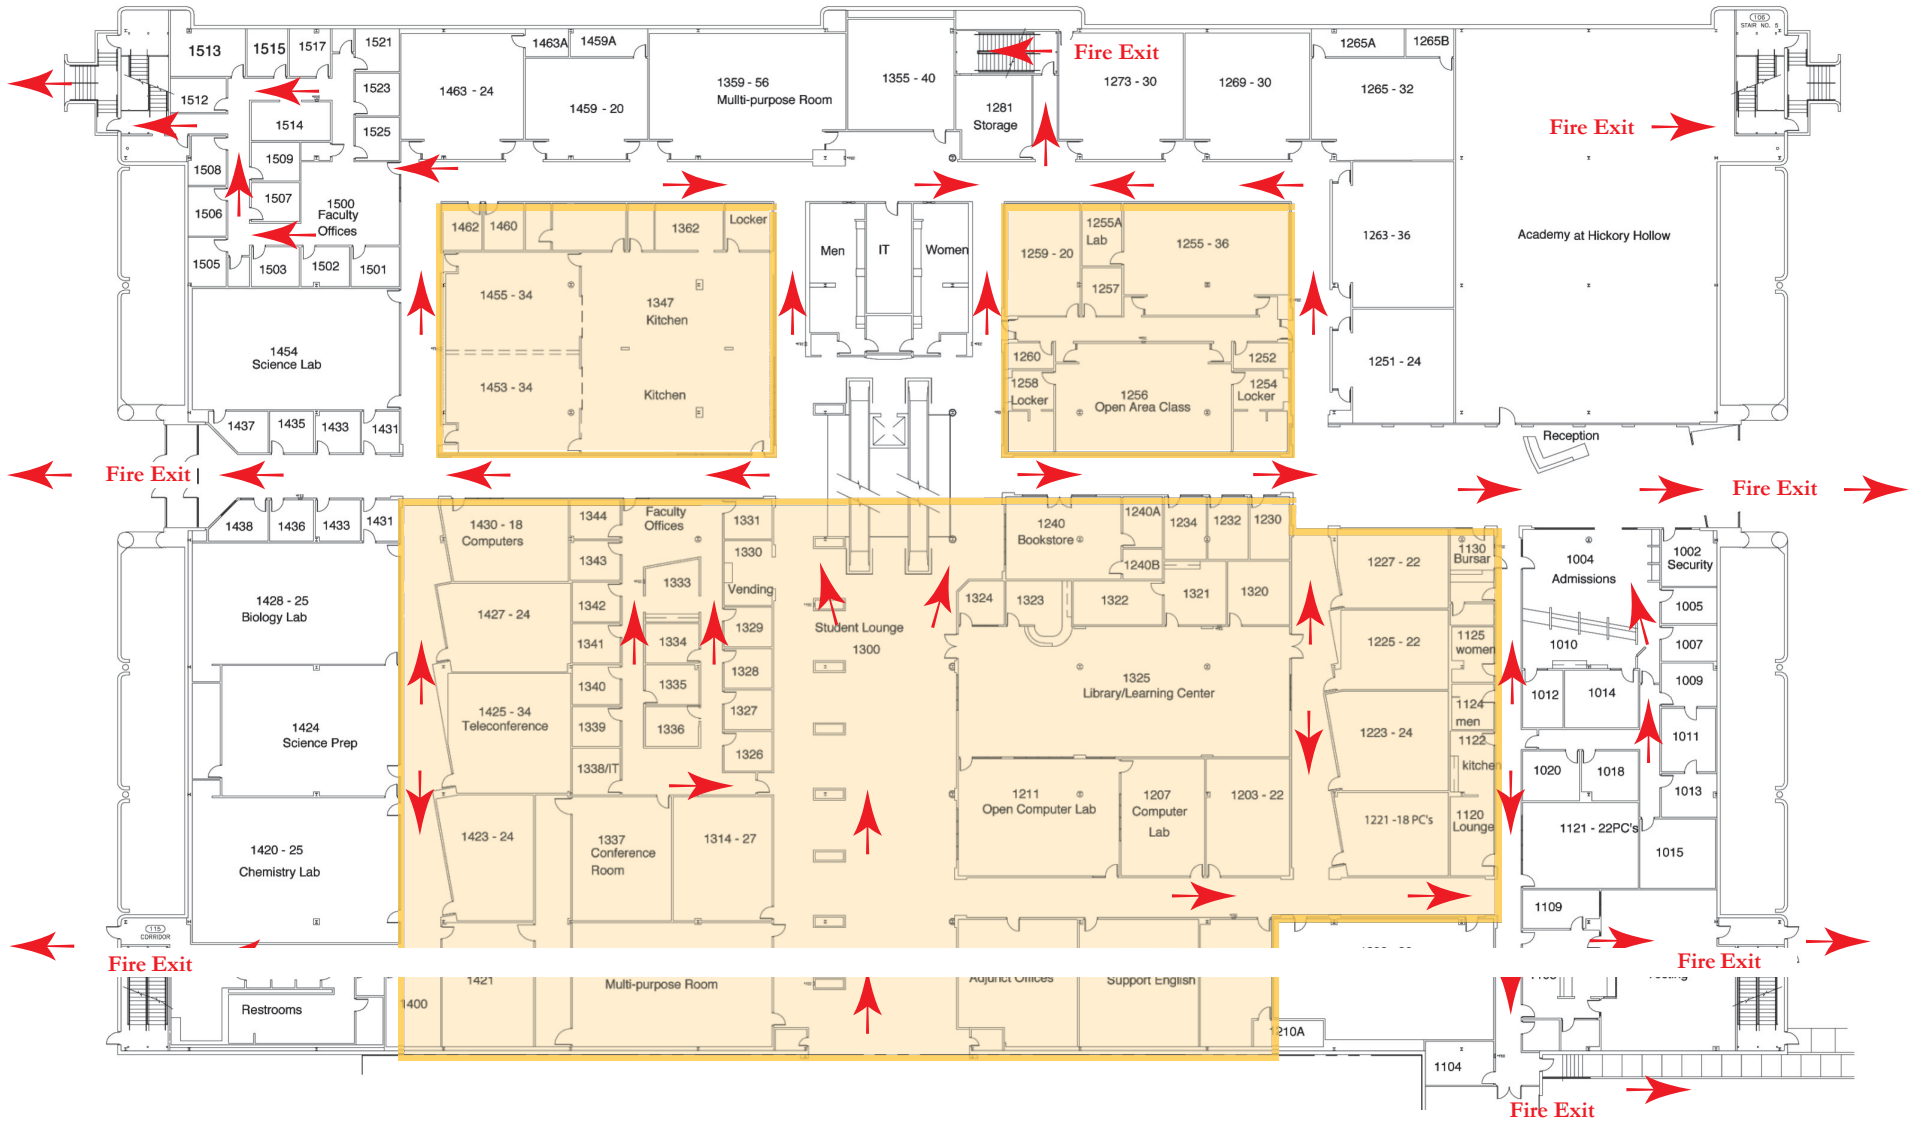 1513
1515
1517
1521
1463A
1459A
Fire Exit
1265A
1265B
106
STAIR NO. 5
1512
1523
1463 - 24
1459 - 20
1359 - 56
Mullti-purpose Room
1355 - 40
1281
Storage
1273 - 30
1269 - 30
1265 - 32
Fire Exit
1514
1525
1509
1508
1507
1506
1500
Faculty
Offices
1505
1503
1502
1501
1462
1460
1362
Locker
Men
IT
Women
1259 - 20
1255A
Lab
1255 - 36
1257
1263 - 36
Academy at Hickory Hollow
1455 - 34
1347
Kitchen
1454
Science Lab
1453 - 34
Kitchen
1260
1252
1258
Locker
1256
Open Area Class
1254
Locker
1251 - 24
1437
1435
1433
1431
Reception
Fire Exit
Fire Exit
1438
1436
1433
1431
1430 - 18
Computers
1344
Faculty
Offices
1331
1330
Vending
1343
1333
1240
Bookstore
1240A
1234
1232
1230
1240B
1227 - 22
1130
Bursar
1004
Admissions
1002
Security
1428 - 25
Biology Lab
1427 - 24
1342
1341
1334
1329
Student Lounge
1300
1324
1323
1322
1321
1320
1225 - 22
1125
women
1010
1005
1007
1328
1335
1340
1325
Library/Learning Center
1012
1014
1009
1424
Science Prep
1425 - 34
Teleconference
1339
1336
1327
1326
1338/IT
1223 - 24
1124
men
1122
kitchen
1011
1020
1018
1013
1211
Open Computer Lab
1207
Computer
Lab
1203 - 22
1221 -18 PC's
1120
Lounge
1121 - 22PC's
1015
1420 - 25
Chemistry Lab
1423 - 24
1337
Conference
Room
1314 - 27
1109
115
CORRIDOR
Fire Exit
Fire Exit
Restrooms
1400
1421
Multi-purpose Room
Adjunct Offices
Support English
1210A
1104
Fire Exit